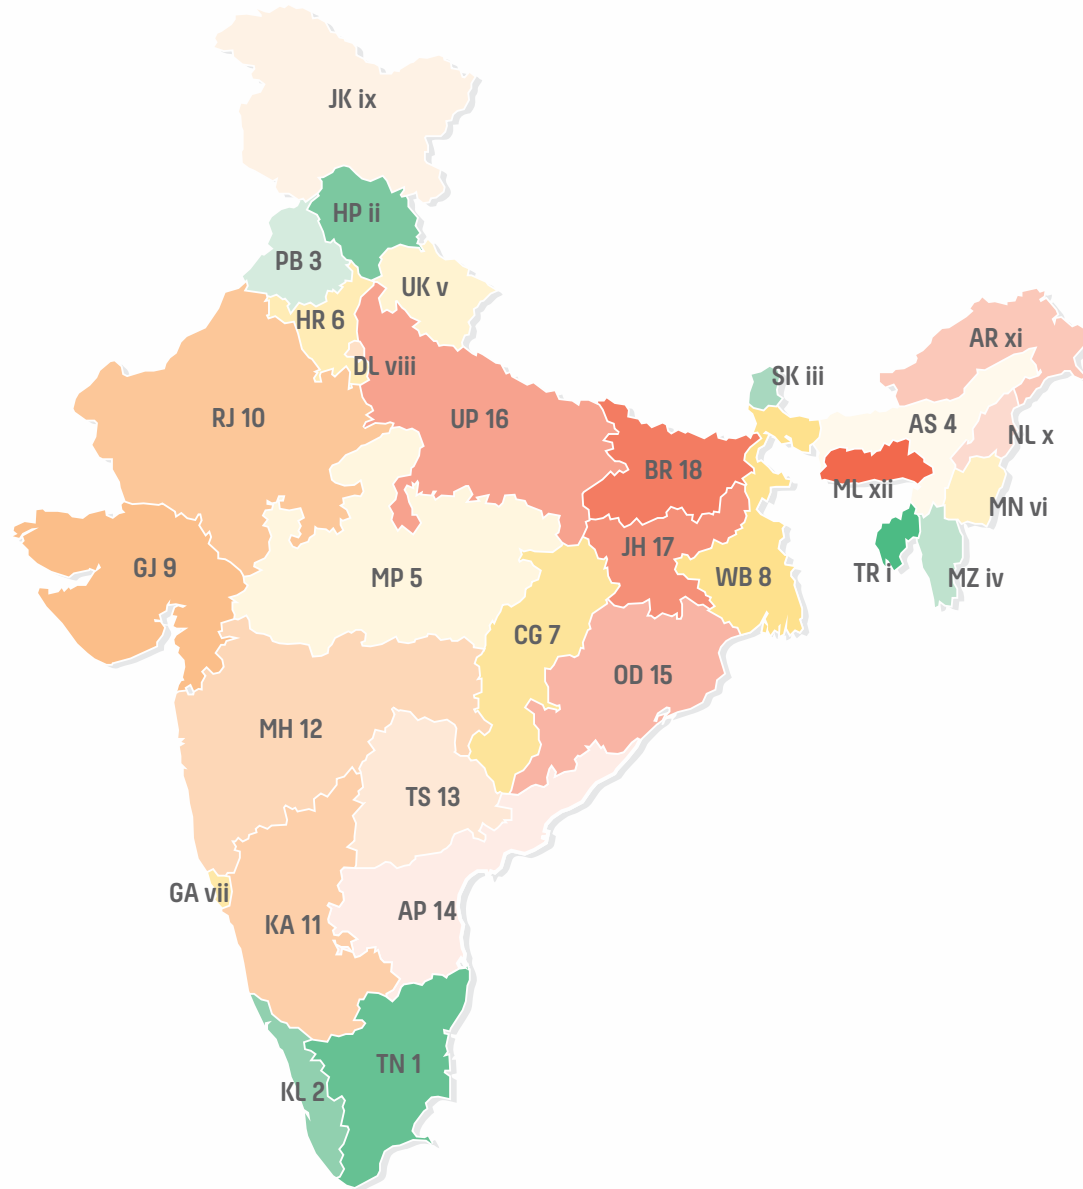 JK ix
HP ii
PB 3
UK v
HR 6
DL viii
AR xi
SK iii
RJ 10
UP 16
AS 4
NL x
BR 18
ML xii
MN vi
JH 17
GJ 9
MP 5
WB 8
TR i
MZ iv
CG 7
OD 15
MH 12
TS 13
GA vii
AP 14
KA 11
TN 1
KL 2